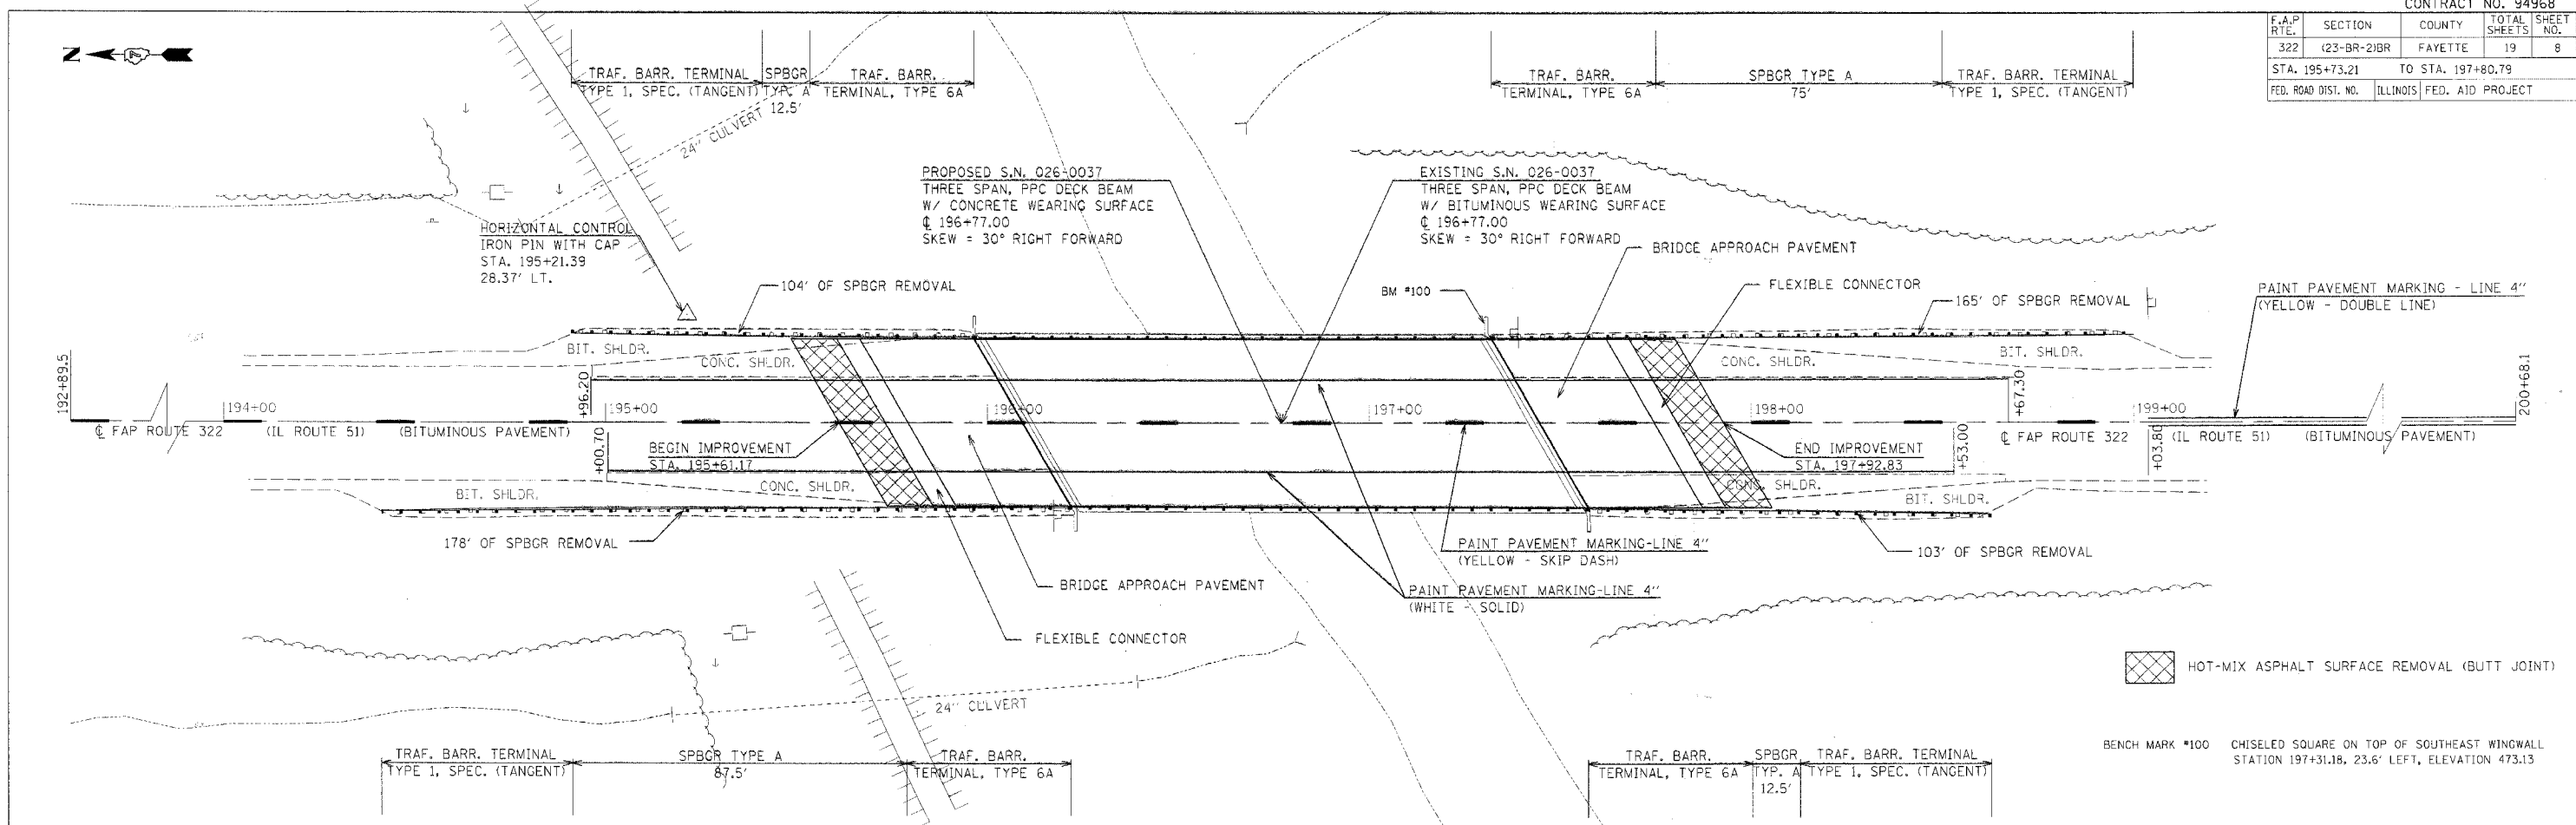 CONTRACT NO. 94968
F.A.P RTE. SECTION COUNTY TOTAL SHEETS SHEET NO.
322 (23-BR-2)BR FAYETTE 19 8
STA. 195+73.21 TO STA. 197+80.79
FED. ROAD DIST. NO. ILLINOIS FED. AID PROJECT
Z
TRAF. BARR. TERMINAL
TYPE 1, SPEC. (TANGENT)
SPBGR
TYP. A
12.5'
TRAF. BARR.
TERMINAL, TYPE 6A
TRAF. BARR.
TERMINAL, TYPE 6A
SPBGR TYPE A
75'
TRAF. BARR. TERMINAL
TYPE 1, SPEC. (TANGENT)
24" CULVERT
PROPOSED S.N. 026-0037
THREE SPAN, PPC DECK BEAM
W/ CONCRETE WEARING SURFACE
℄ 196+77.00
SKEW = 30° RIGHT FORWARD
EXISTING S.N. 026-0037
THREE SPAN, PPC DECK BEAM
W/ BITUMINOUS WEARING SURFACE
℄ 196+77.00
SKEW = 30° RIGHT FORWARD
HORIZONTAL CONTROL
IRON PIN WITH CAP
STA. 195+21.39
28.37' LT.
BRIDGE APPROACH PAVEMENT
104' OF SPBGR REMOVAL
BM #100
FLEXIBLE CONNECTOR
165' OF SPBGR REMOVAL
PAINT PAVEMENT MARKING - LINE 4"
(YELLOW - DOUBLE LINE)
BIT. SHLDR.
CONC. SHLDR.
CONC. SHLDR.
BIT. SHLDR.
192+89.5
194+00
+96.20
195+00
196+00
197+00
198+00
+67.30
199+00
200+68.1
℄ FAP ROUTE 322 (IL ROUTE 51) (BITUMINOUS PAVEMENT)
℄ FAP ROUTE 322 (IL ROUTE 51) (BITUMINOUS PAVEMENT)
+00.70
BEGIN IMPROVEMENT
STA. 195+61.17
END IMPROVEMENT
STA. 197+92.83
+53.00
+03.80
BIT. SHLDR.
CONC. SHLDR.
CONC. SHLDR.
BIT. SHLDR.
178' OF SPBGR REMOVAL
PAINT PAVEMENT MARKING-LINE 4"
(YELLOW - SKIP DASH)
103' OF SPBGR REMOVAL
BRIDGE APPROACH PAVEMENT
PAINT PAVEMENT MARKING-LINE 4"
(WHITE - SOLID)
FLEXIBLE CONNECTOR
HOT-MIX ASPHALT SURFACE REMOVAL (BUTT JOINT)
24" CULVERT
TRAF. BARR. TERMINAL
TYPE 1, SPEC. (TANGENT)
SPBGR TYPE A
87.5'
TRAF. BARR.
TERMINAL, TYPE 6A
TRAF. BARR.
TERMINAL, TYPE 6A
SPBGR
TYP. A
12.5'
TRAF. BARR. TERMINAL
TYPE 1, SPEC. (TANGENT)
BENCH MARK #100 CHISELED SQUARE ON TOP OF SOUTHEAST WINGWALL
STATION 197+31.18, 23.6' LEFT, ELEVATION 473.13